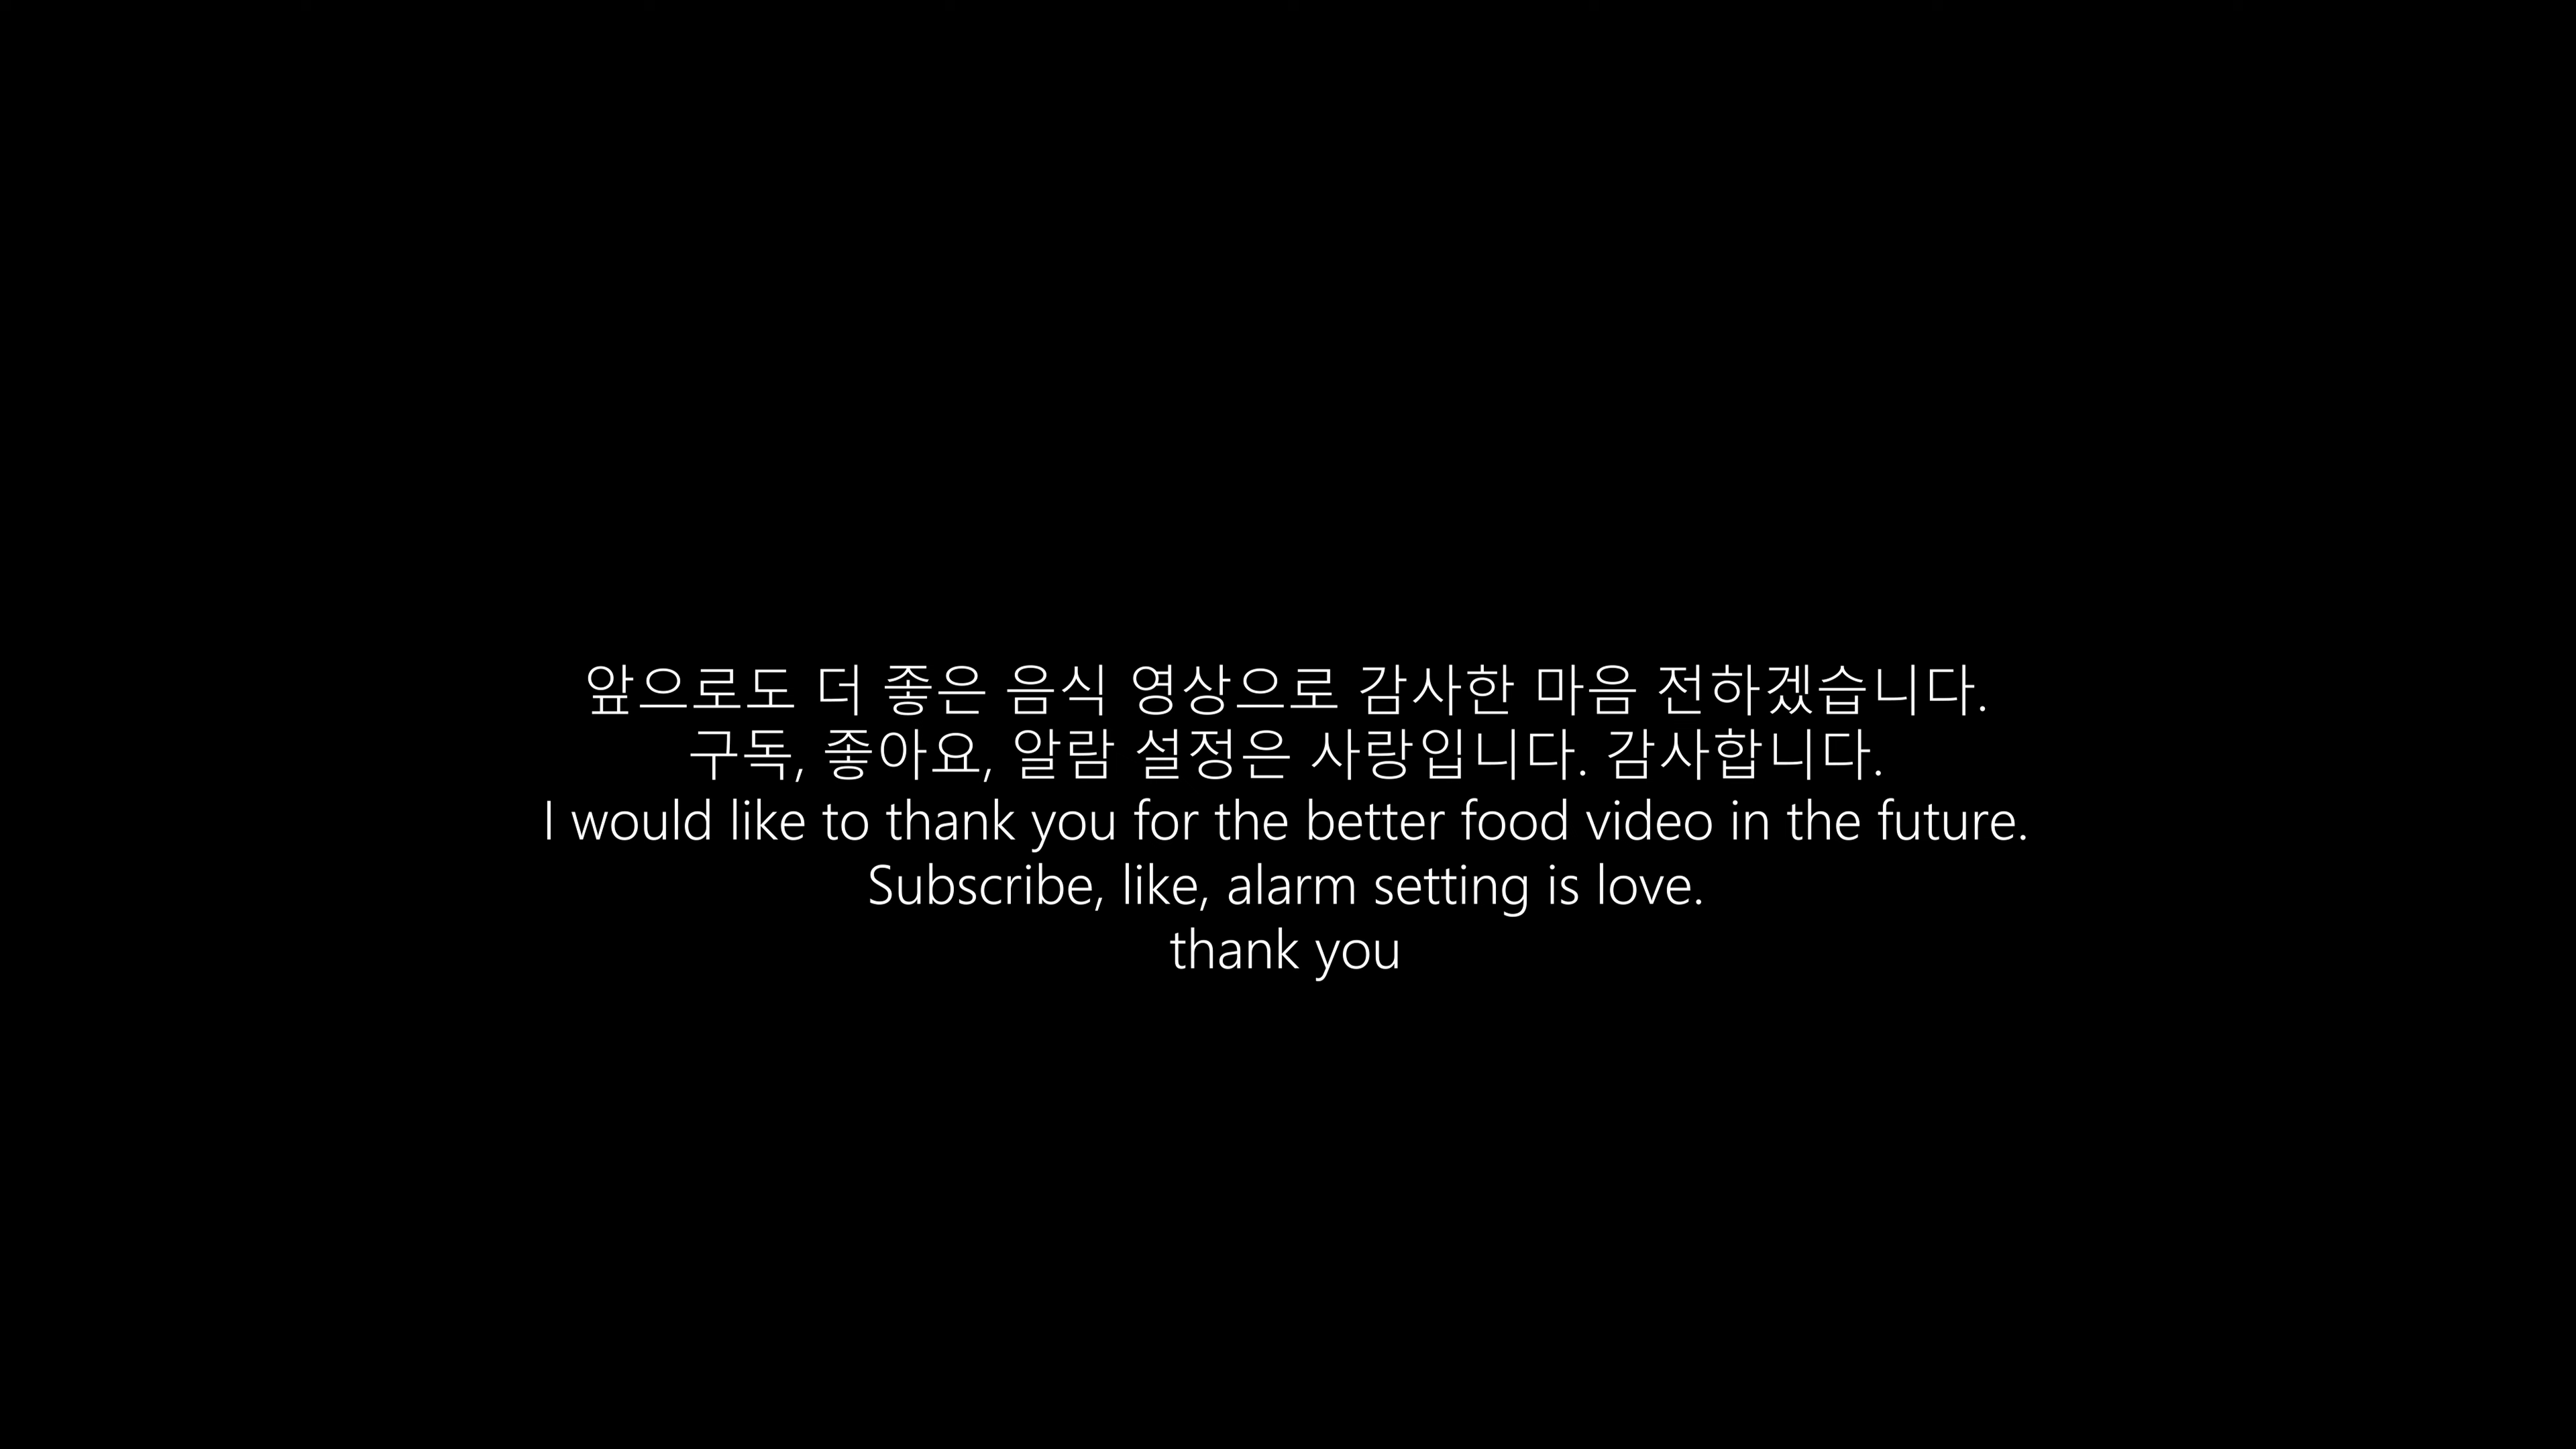 앞으로도 더 좋은 음식 영상으로 감사한 마음 전하겠습니다.
구독, 좋아요, 알람 설정은 사랑입니다. 감사합니다.
I would like to thank you for the better food video in the future.
Subscribe, like, alarm setting is love.
thank you